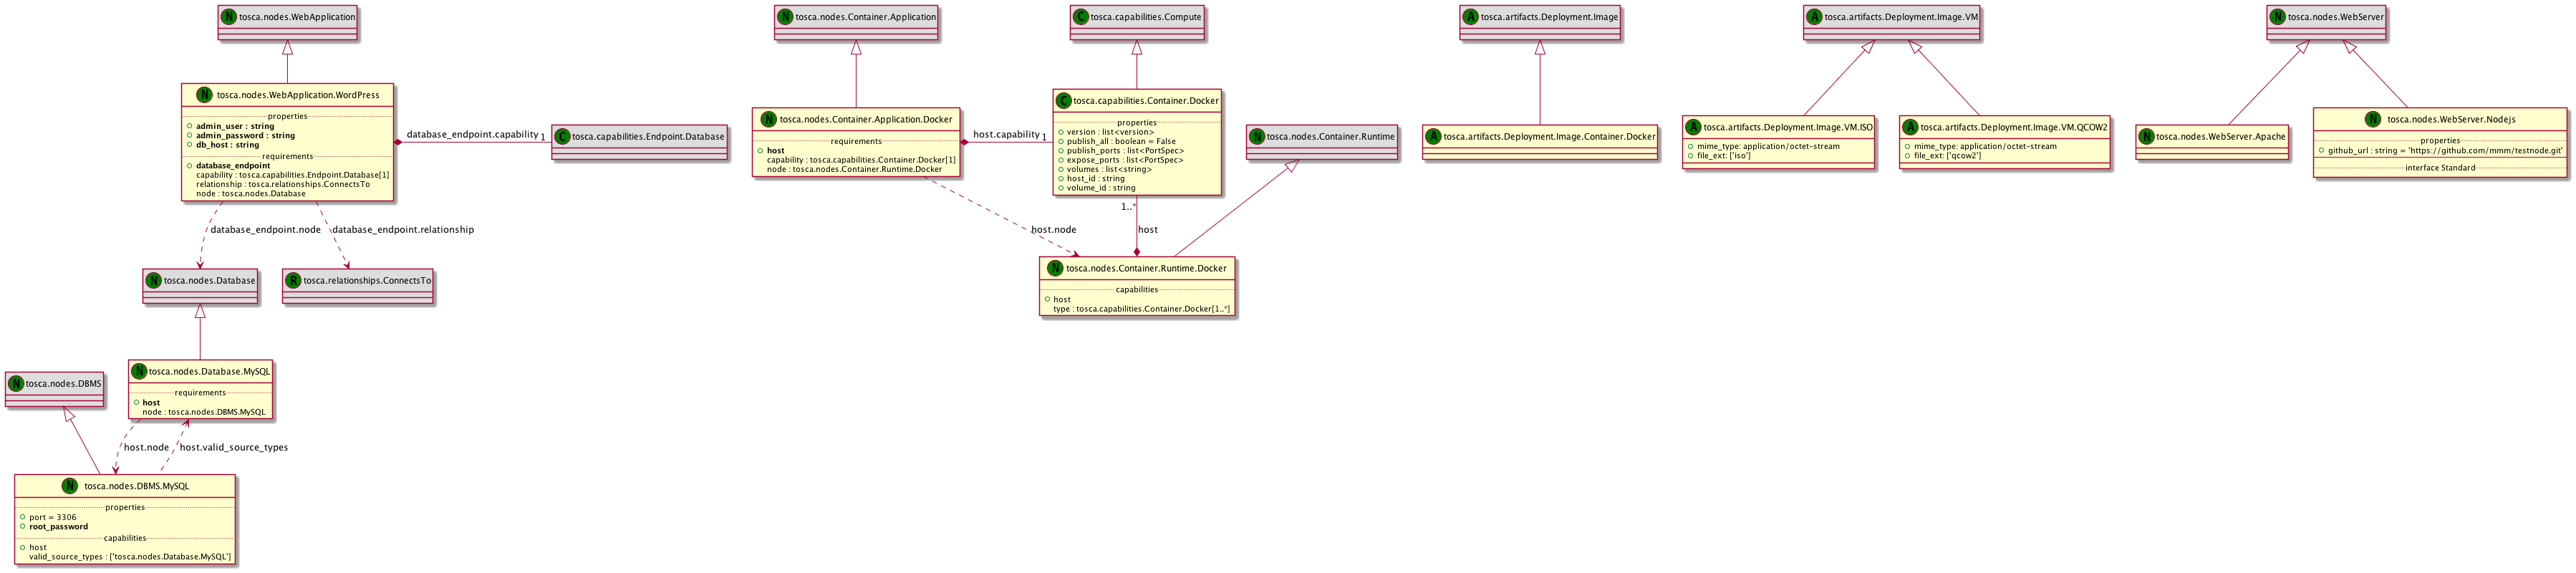 N tosca.nodes.WebApplication
N tosca.nodes.Container.Application
C tosca.capabilities.Compute
A tosca.artifacts.Deployment.Image
A tosca.artifacts.Deployment.Image.VM
N tosca.nodes.WebServer
N tosca.nodes.WebApplication.WordPress
properties
admin_user : string
admin_password : string
db_host : string
requirements
database_endpoint
capability : tosca.capabilities.Endpoint.Database[1]
relationship : tosca.relationships.ConnectsTo
node : tosca.nodes.Database
database_endpoint.capability 1
C tosca.capabilities.Endpoint.Database
N tosca.nodes.Container.Application.Docker
requirements
host
capability : tosca.capabilities.Container.Docker[1]
node : tosca.nodes.Container.Runtime.Docker
host.capability 1
C tosca.capabilities.Container.Docker
properties
version : list<version>
publish_all : boolean = False
publish_ports : list<PortSpec>
expose_ports : list<PortSpec>
volumes : list<string>
host_id : string
volume_id : string
N tosca.nodes.Container.Runtime
A tosca.artifacts.Deployment.Image.Container.Docker
A tosca.artifacts.Deployment.Image.VM.ISO
mime_type: application/octet-stream
file_ext: ['iso']
A tosca.artifacts.Deployment.Image.VM.QCOW2
mime_type: application/octet-stream
file_ext: ['qcow2']
N tosca.nodes.WebServer.Apache
N tosca.nodes.WebServer.Nodejs
properties
github_url : string = 'https://github.com/mmm/testnode.git'
interface Standard
database_endpoint.node
database_endpoint.relationship
host.node
1..*
host
N tosca.nodes.Database
R tosca.relationships.ConnectsTo
N tosca.nodes.Container.Runtime.Docker
capabilities
host
type : tosca.capabilities.Container.Docker[1..*]
N tosca.nodes.DBMS
N tosca.nodes.Database.MySQL
requirements
host
node : tosca.nodes.DBMS.MySQL
host.node
host.valid_source_types
N tosca.nodes.DBMS.MySQL
properties
port = 3306
root_password
capabilities
host
valid_source_types : ['tosca.nodes.Database.MySQL']